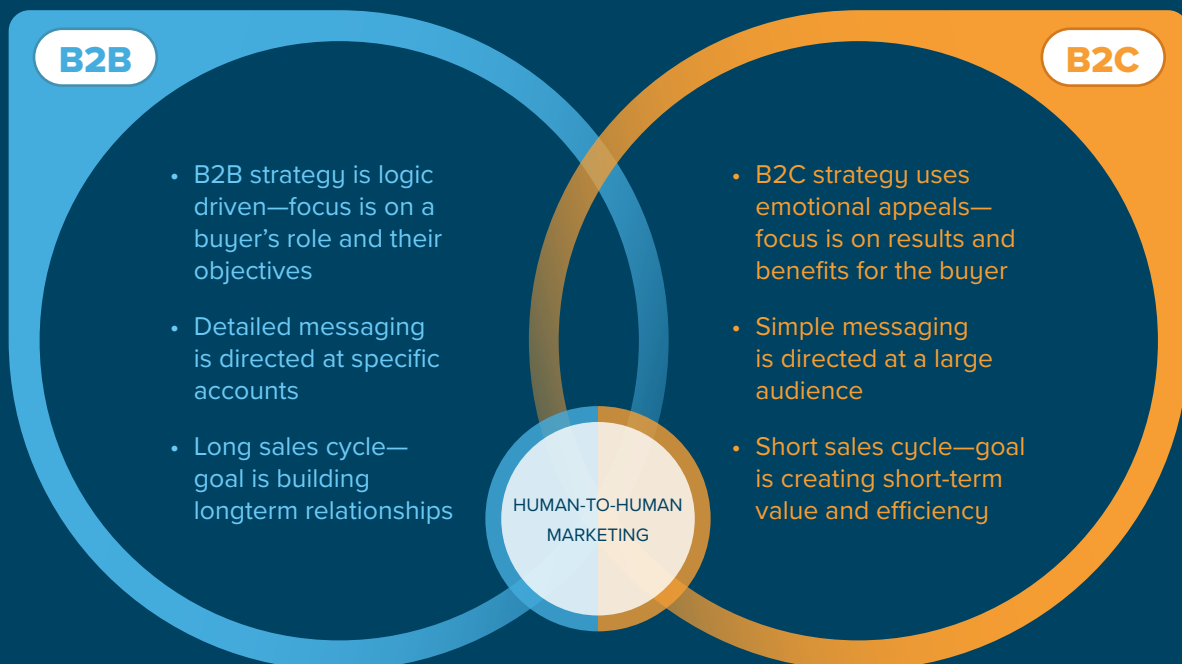 B2B
• B2B strategy is logic
driven—focus is on a
buyer’s role and their
objectives
• Detailed messaging
is directed at specific
accounts
• Long sales cycle—
goal is building
longterm relationships
HUMAN-TO-HUMAN
MARKETING
B2C
• B2C strategy uses
emotional appeals—
focus is on results and
benefits for the buyer
• Simple messaging
is directed at a large
audience
• Short sales cycle—goal
is creating short-term
value and efficiency